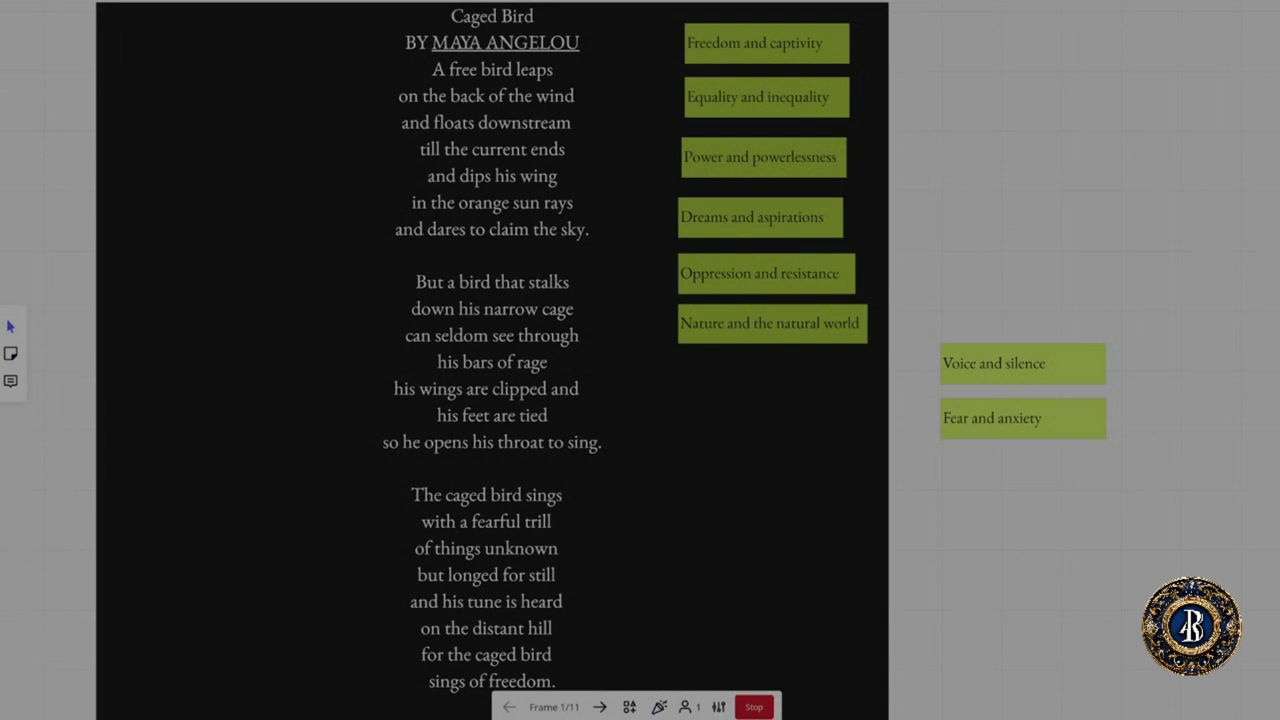 Caged Bird
BY MAYA ANGELOU
A free bird leaps
on the back of the wind
and floats downstream
till the current ends
and dips his wing
in the orange sun rays
and dares to claim the sky.
But a bird that stalks
down his narrow cage
can seldom see through
his bars of rage
his wings are clipped and
his feet are tied
so he opens his throat to sing.
The caged bird sings
with a fearful trill
of things unknown
but longed for still
and his tune is heard
on the distant hill
for the caged bird
sings of freedom.
Freedom and captivity
Equality and inequality
Power and powerlessness
Dreams and aspirations
Oppression and resistance
Nature and the natural world
Voice and silence
Fear and anxiety
Frame 1/11
1
Stop